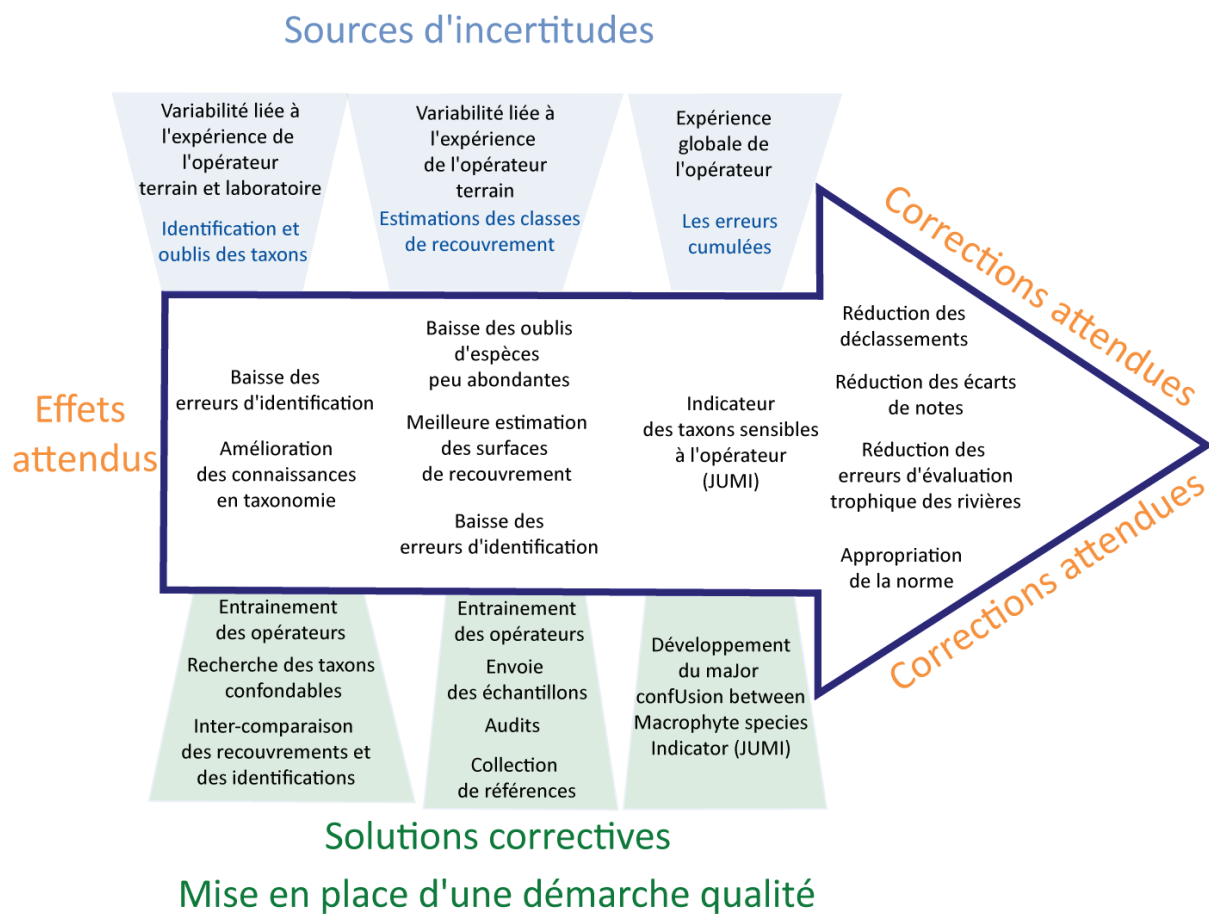 Sources d'incertitudes
Variabilité liée à
l'expérience de
l'opérateur
terrain et laboratoire
Identification et
oublis des taxons
Variabilité liée à
l'expérience
de l'opérateur
terrain
Estimations des classes
de recouvrement
Expérience
globale de
l'opérateur
Les erreurs
cumulées
Effets
attendus
Baisse des
erreurs d'identification
Amélioration
des connaissances
en taxonomie
Baisse des oublis
d'espèces
peu abondantes
Meilleure estimation
des surfaces
de recouvrement
Baisse des
erreurs d'identification
Indicateur
des taxons sensibles
à l'opérateur
(JUMI)
Réduction des
déclassements
Réduction des écarts
de notes
Réduction des
erreurs d'évaluation
trophique des rivières
Appropriation
de la norme
Corrections attendues
Corrections attendues
Entrainement
des opérateurs
Recherche des taxons
confondables
Inter-comparaison
des recouvrements et
des identifications
Entrainement
des opérateurs
Envoie
des échantillons
Audits
Collection
de références
Développement
du maJor
confUsion between
Macrophyte species
Indicator (JUMI)
Solutions correctives
Mise en place d'une démarche qualité